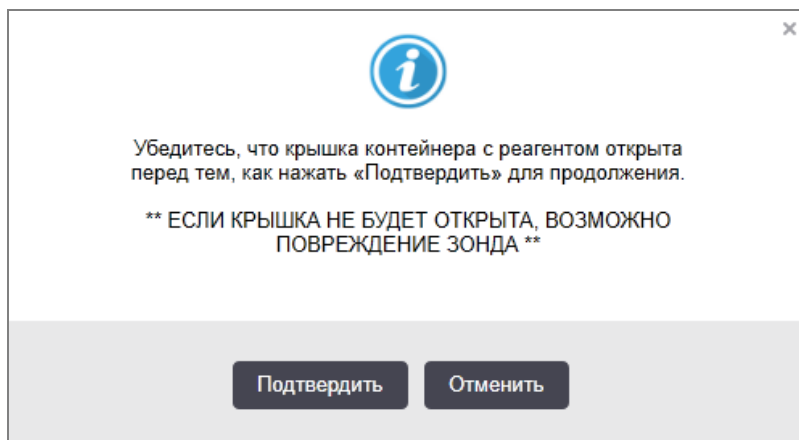 Убедитесь, что крышка контейнера с реагентом открыта
перед тем, как нажать «Подтвердить» для продолжения.
** ЕСЛИ КРЫШКА НЕ БУДЕТ ОТКРЫТА, ВОЗМОЖНО
ПОВРЕЖДЕНИЕ ЗОНДА **
Подтвердить
Отменить